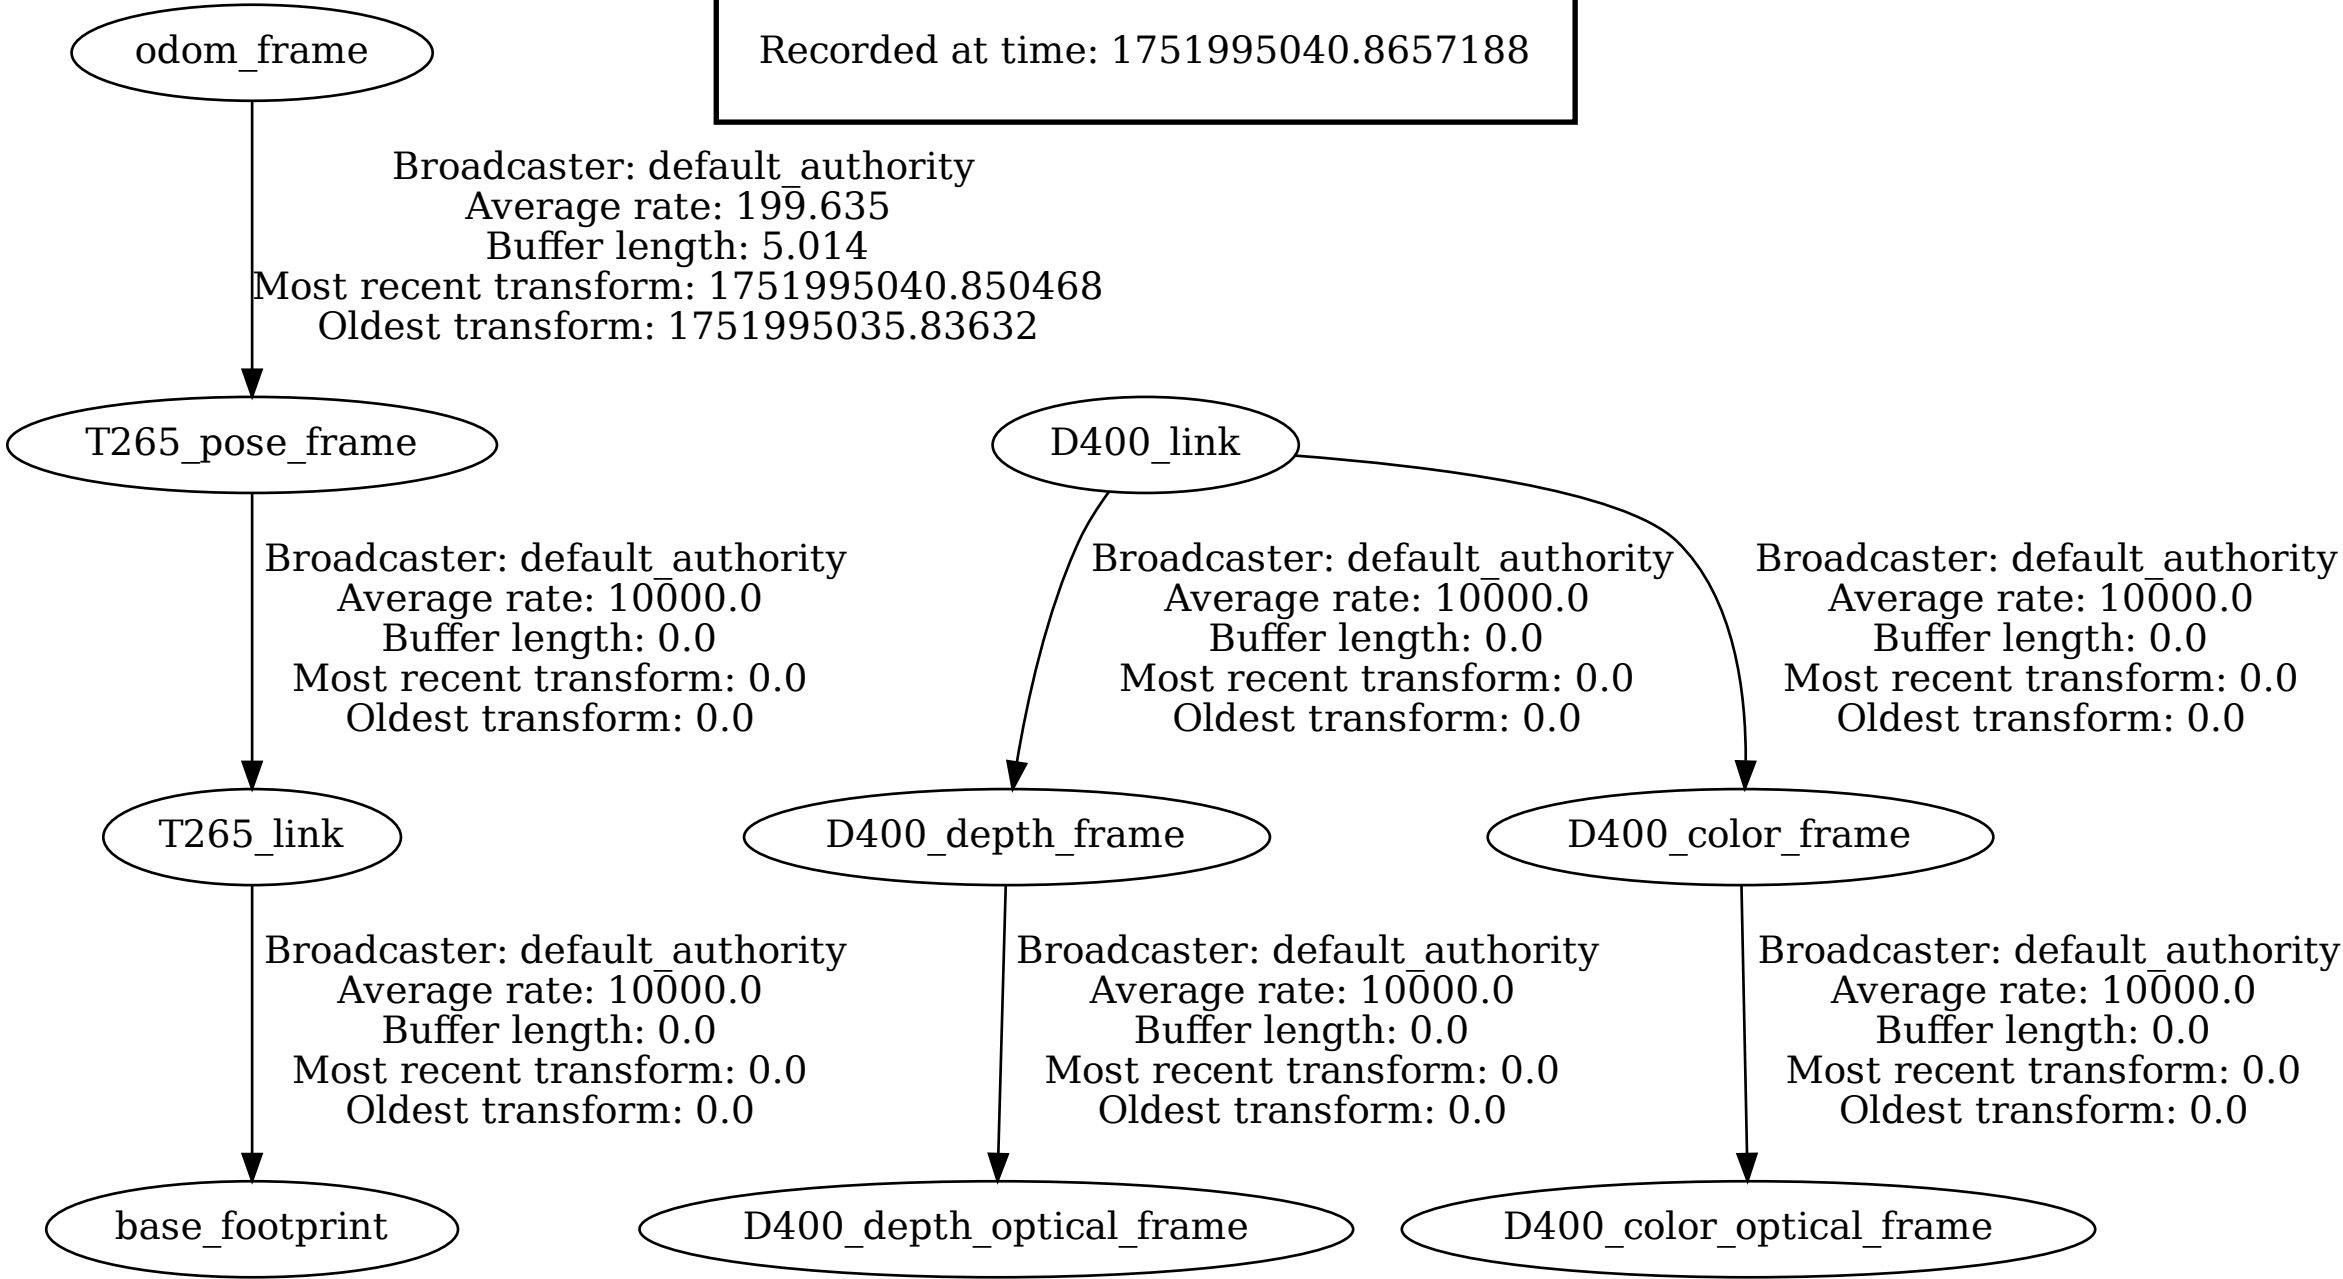 odom_frame
Recorded at time: 1751995040.8657188
Broadcaster: default_authority
Average rate: 199.635
Buffer length: 5.014
Most recent transform: 1751995040.850468
Oldest transform: 1751995035.83632
T265_pose_frame
D400_link
Broadcaster: default_authority
Average rate: 10000.0
Buffer length: 0.0
Most recent transform: 0.0
Oldest transform: 0.0
Broadcaster: default_authority
Average rate: 10000.0
Buffer length: 0.0
Most recent transform: 0.0
Oldest transform: 0.0
Broadcaster: default_authority
Average rate: 10000.0
Buffer length: 0.0
Most recent transform: 0.0
Oldest transform: 0.0
T265_link
D400_depth_frame
D400_color_frame
Broadcaster: default_authority
Average rate: 10000.0
Buffer length: 0.0
Most recent transform: 0.0
Oldest transform: 0.0
Broadcaster: default_authority
Average rate: 10000.0
Buffer length: 0.0
Most recent transform: 0.0
Oldest transform: 0.0
Broadcaster: default_authority
Average rate: 10000.0
Buffer length: 0.0
Most recent transform: 0.0
Oldest transform: 0.0
base_footprint
D400_depth_optical_frame
D400_color_optical_frame